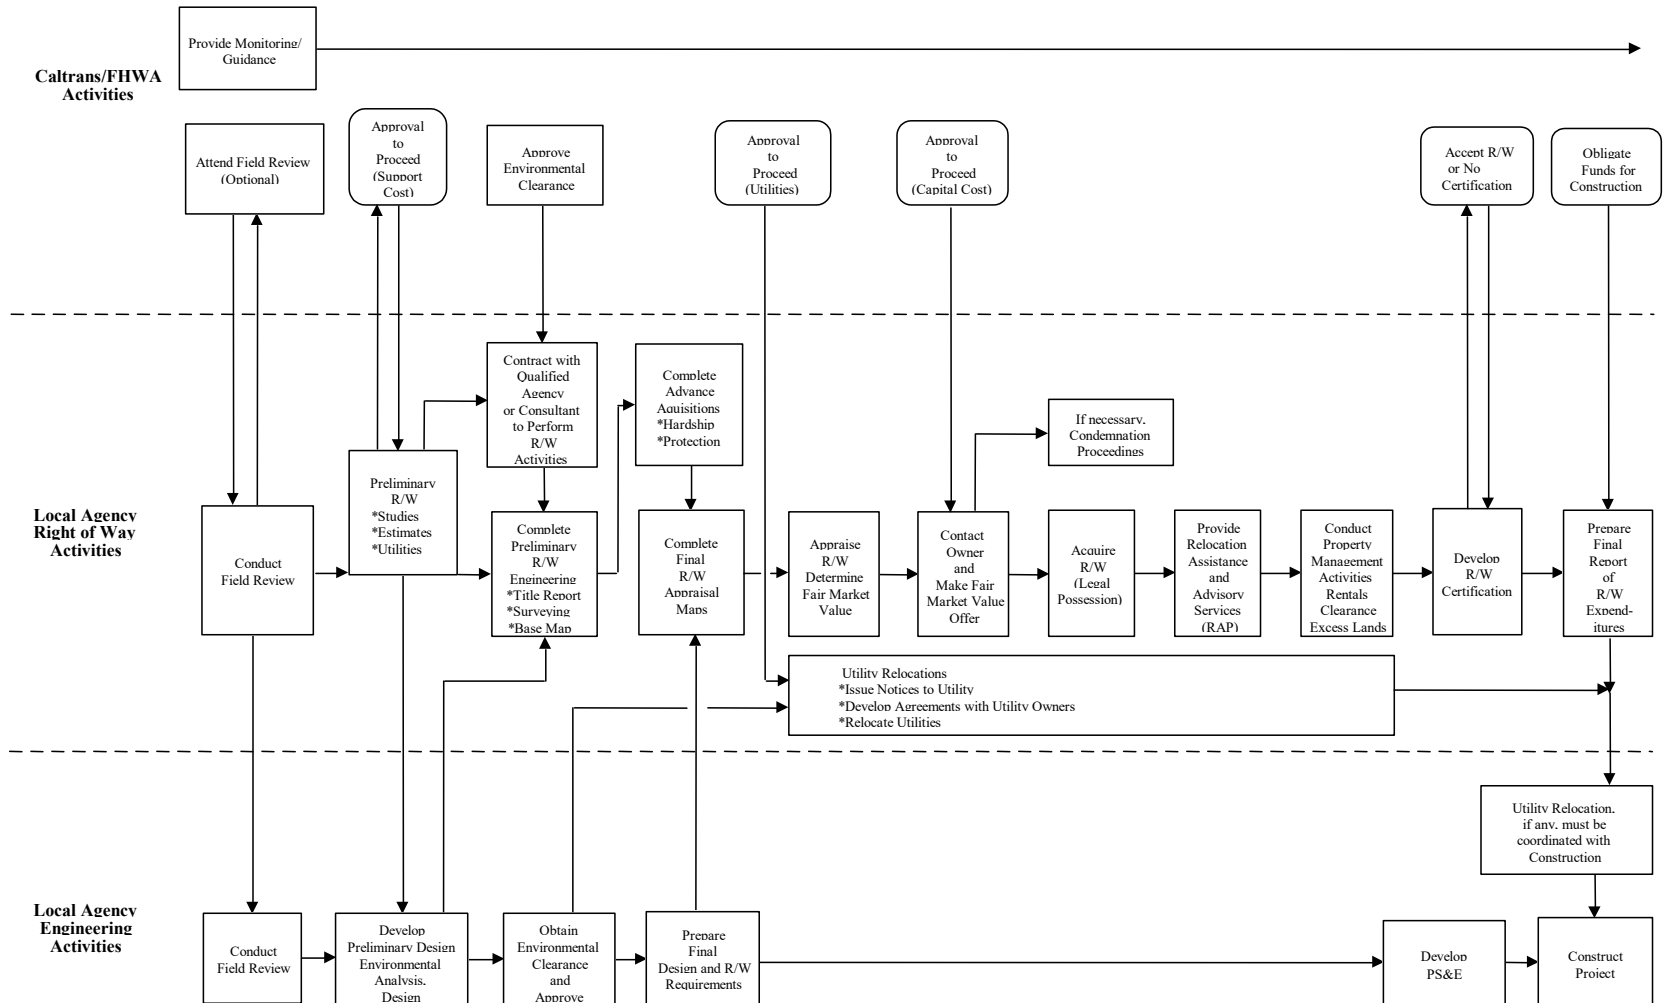 Provide Monitoring/
Guidance
Caltrans/FHWA
Activities
Attend Field Review
(Optional)
Approval
to
Proceed
(Support
Cost)
Approve
Environmental
Clearance
Approval
to
Proceed
(Utilities)
Approval
to
Proceed
(Capital Cost)
Accept R/W
or No
Certification
Obligate
Funds for
Construction
Local Agency
Right of Way
Activities
Conduct
Field Review
Preliminary
R/W
*Studies
*Estimates
*Utilities
Contract with
Qualified
Agency
or Consultant
to Perform
R/W
Activities
Complete
Preliminary
R/W
Engineering
*Title Report
*Surveying
*Base Map
Complete
Advance
Aquisitions
*Hardship
*Protection
Complete
Final
R/W
Appraisal
Maps
Appraise
R/W
Determine
Fair Market
Value
Contact
Owner
and
Make Fair
Market Value
Offer
If necessary,
Condemnation
Proceedings
Acquire
R/W
(Legal
Possession)
Provide
Relocation
Assistance
and
Advisory
Services
(RAP)
Conduct
Property
Management
Activities
Rentals
Clearance
Excess Lands
Develop
R/W
Certification
Prepare
Final
Report
of
R/W
Expend-
itures
Utility Relocations
*Issue Notices to Utility
*Develop Agreements with Utility Owners
*Relocate Utilities
Utility Relocation,
if any, must be
coordinated with
Construction
Local Agency
Engineering
Activities
Conduct
Field Review
Develop
Preliminary Design
Environmental
Analysis,
Design
Obtain
Environmental
Clearance
and
Approve
Prepare
Final
Design and R/W
Requirements
Develop
PS&E
Construct
Project